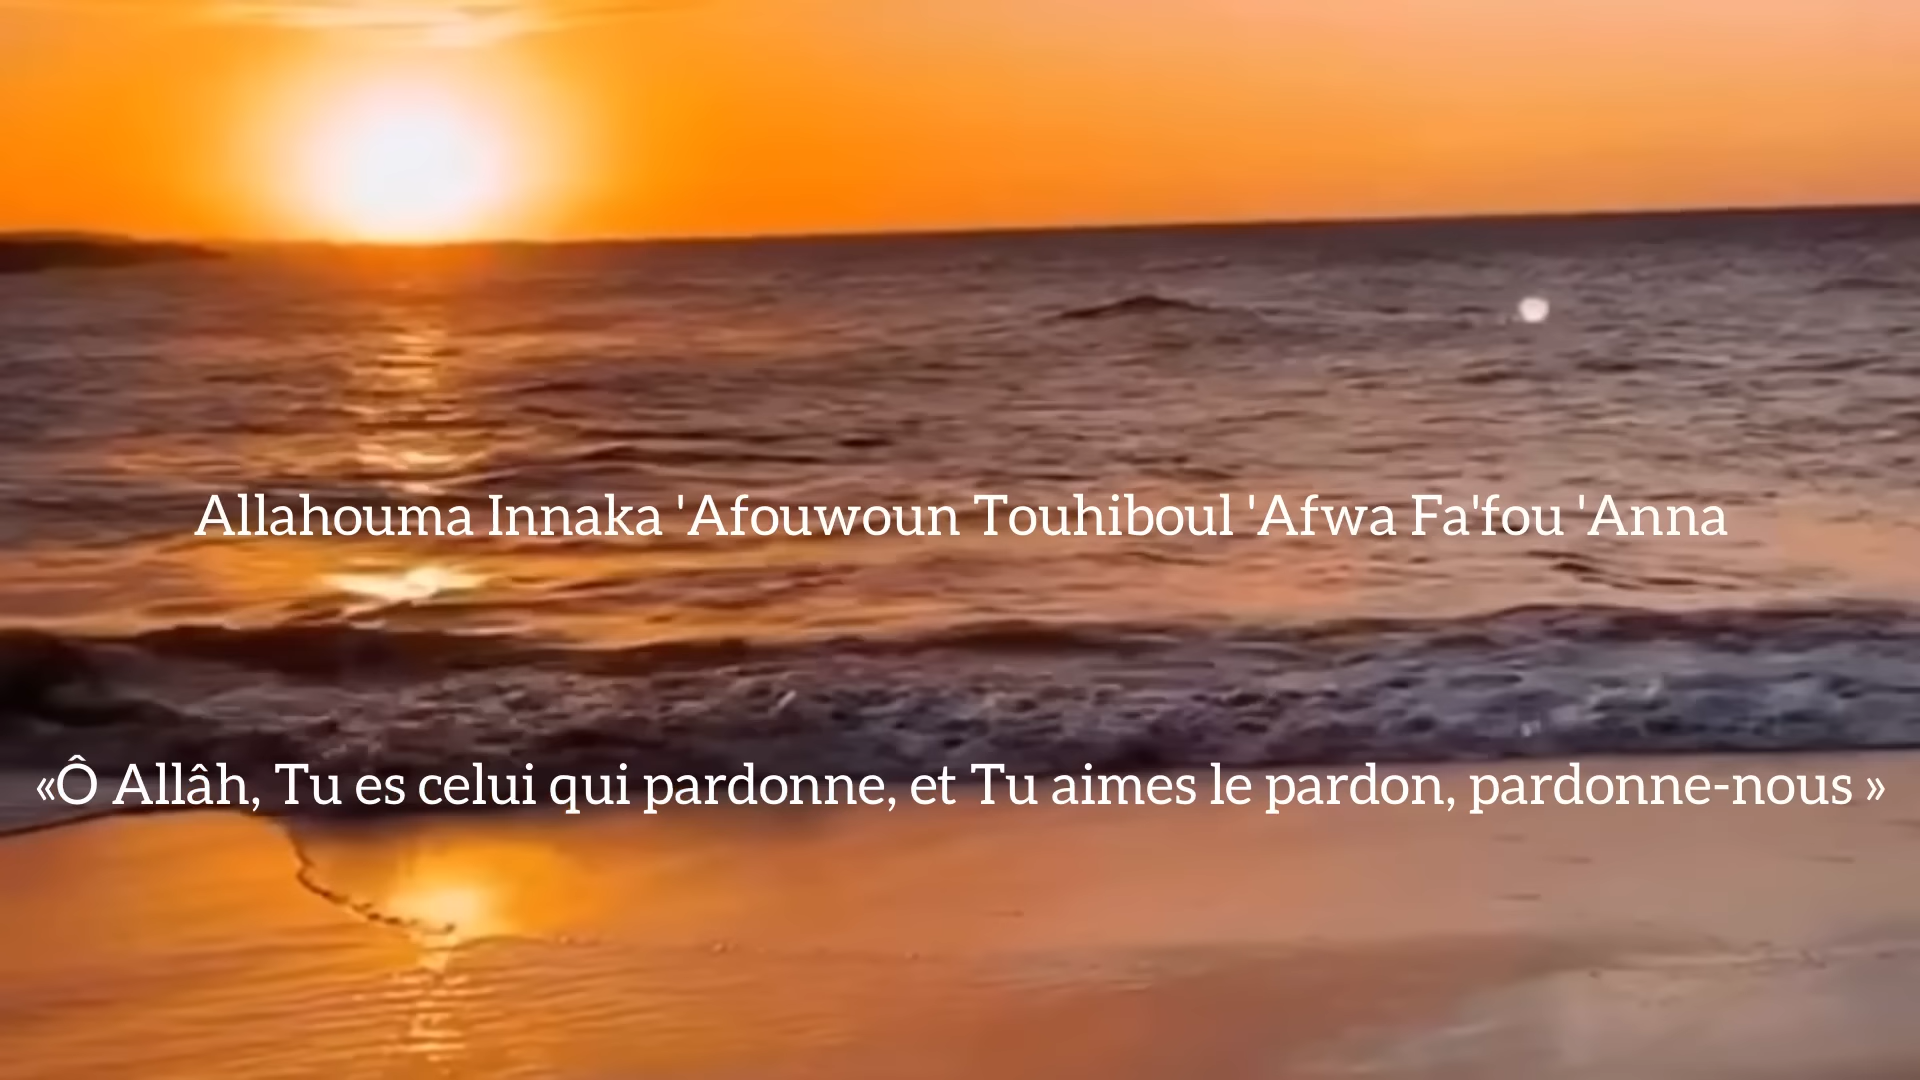 Allahouma Innaka 'Afouwoun Touhiboul 'Afwa Fa'fou 'Anna
«Ô Allâh, Tu es celui qui pardonne, et Tu aimes le pardon, pardonne-nous »